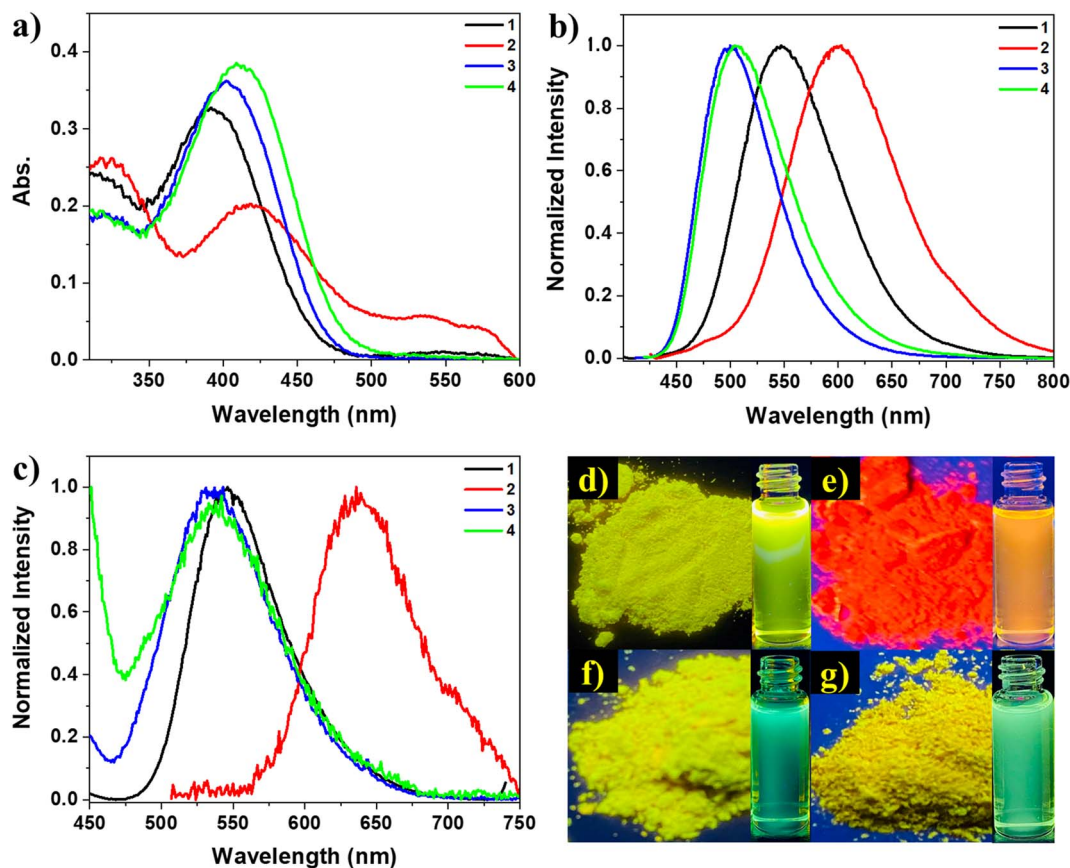 a)
Abs.
0.4
0.3
0.2
0.1
0.0
350 400 450 500 550 600
Wavelength (nm)
1
2
3
4
b)
Normalized Intensity
1.0
0.8
0.6
0.4
0.2
0.0
450 500 550 600 650 700 750 800
Wavelength (nm)
1
2
3
4
c)
Normalized Intensity
1.0
0.8
0.6
0.4
0.2
0.0
450 500 550 600 650 700 750
Wavelength (nm)
1
2
3
4
d)
e)
f)
g)